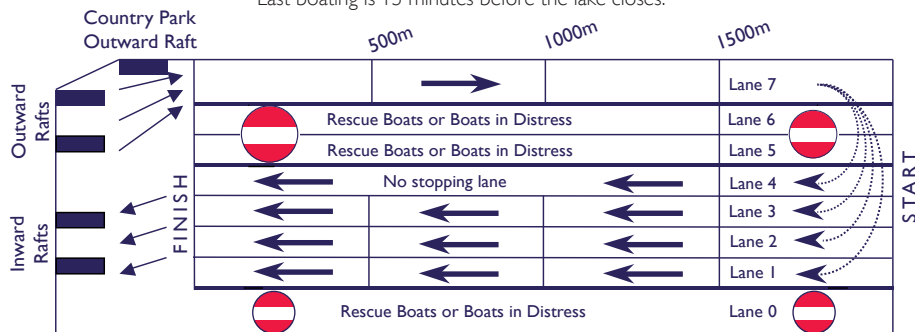 Last boating is 15 minutes before the lake closes.
Country Park
Outward Raft
500m
1000m
1500m
Outward
Rafts
Lane 7
Rescue Boats or Boats in Distress
Lane 6
Rescue Boats or Boats in Distress
Lane 5
No stopping lane
Lane 4
Lane 3
Lane 2
Lane 1
Inward
Rafts
FINISH
START
Rescue Boats or Boats in Distress
Lane 0